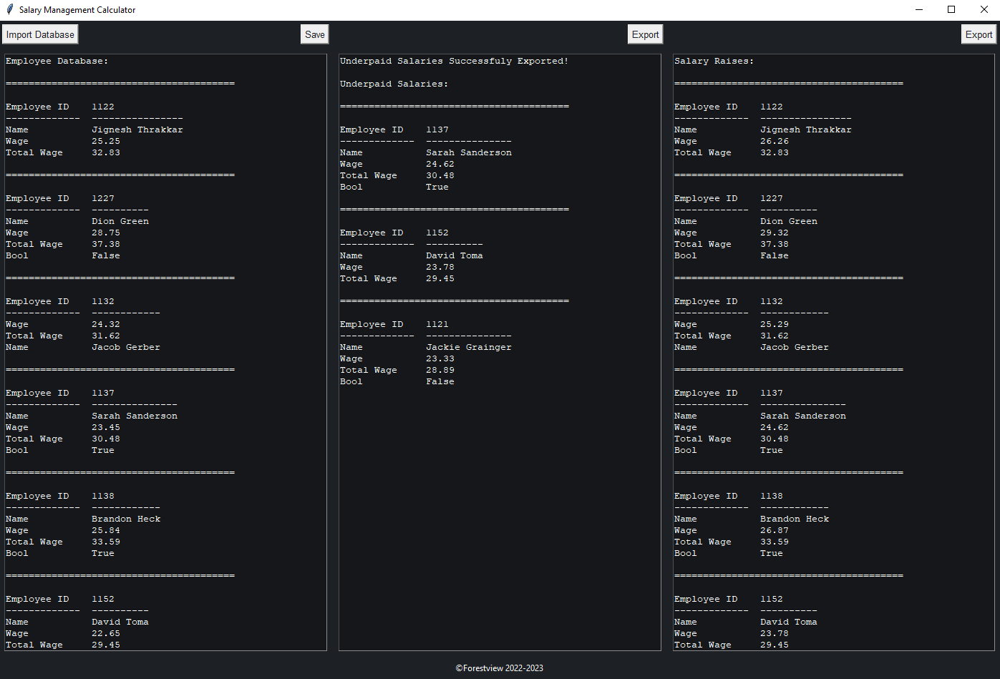 Salary Management Calculator
Import Database
Save
Export
Export
Employee Database:
========================================
Employee ID    1122
-------------  ----------------
Name           Jignesh Thrakkar
Wage           25.25
Total Wage     32.83
========================================
Employee ID    1227
-------------  ----------
Name           Dion Green
Wage           28.75
Total Wage     37.38
Bool           False
========================================
Employee ID    1132
-------------  ------------
Wage           24.32
Total Wage     31.62
Name           Jacob Gerber
========================================
Employee ID    1137
-------------  ---------------
Name           Sarah Sanderson
Wage           23.45
Total Wage     30.48
Bool           True
========================================
Employee ID    1138
-------------  ------------
Name           Brandon Heck
Wage           25.84
Total Wage     33.59
Bool           True
========================================
Employee ID    1152
-------------  ----------
Name           David Toma
Wage           22.65
Total Wage     29.45
Underpaid Salaries Successfuly Exported!
Underpaid Salaries:
========================================
Employee ID    1137
-------------  ---------------
Name           Sarah Sanderson
Wage           24.62
Total Wage     30.48
Bool           True
========================================
Employee ID    1152
-------------  ----------
Name           David Toma
Wage           23.78
Total Wage     29.45
========================================
Employee ID    1121
-------------  ---------------
Name           Jackie Grainger
Wage           23.33
Total Wage     28.89
Bool           False
Salary Raises:
========================================
Employee ID    1122
-------------  ----------------
Name           Jignesh Thrakkar
Wage           26.26
Total Wage     32.83
========================================
Employee ID    1227
-------------  ----------
Name           Dion Green
Wage           29.32
Total Wage     37.38
Bool           False
========================================
Employee ID    1132
-------------  ------------
Wage           25.29
Total Wage     31.62
Name           Jacob Gerber
========================================
Employee ID    1137
-------------  ---------------
Name           Sarah Sanderson
Wage           24.62
Total Wage     30.48
Bool           True
========================================
Employee ID    1138
-------------  ------------
Name           Brandon Heck
Wage           26.87
Total Wage     33.59
Bool           True
========================================
Employee ID    1152
-------------  ----------
Name           David Toma
Wage           23.78
Total Wage     29.45
©Forestview 2022-2023